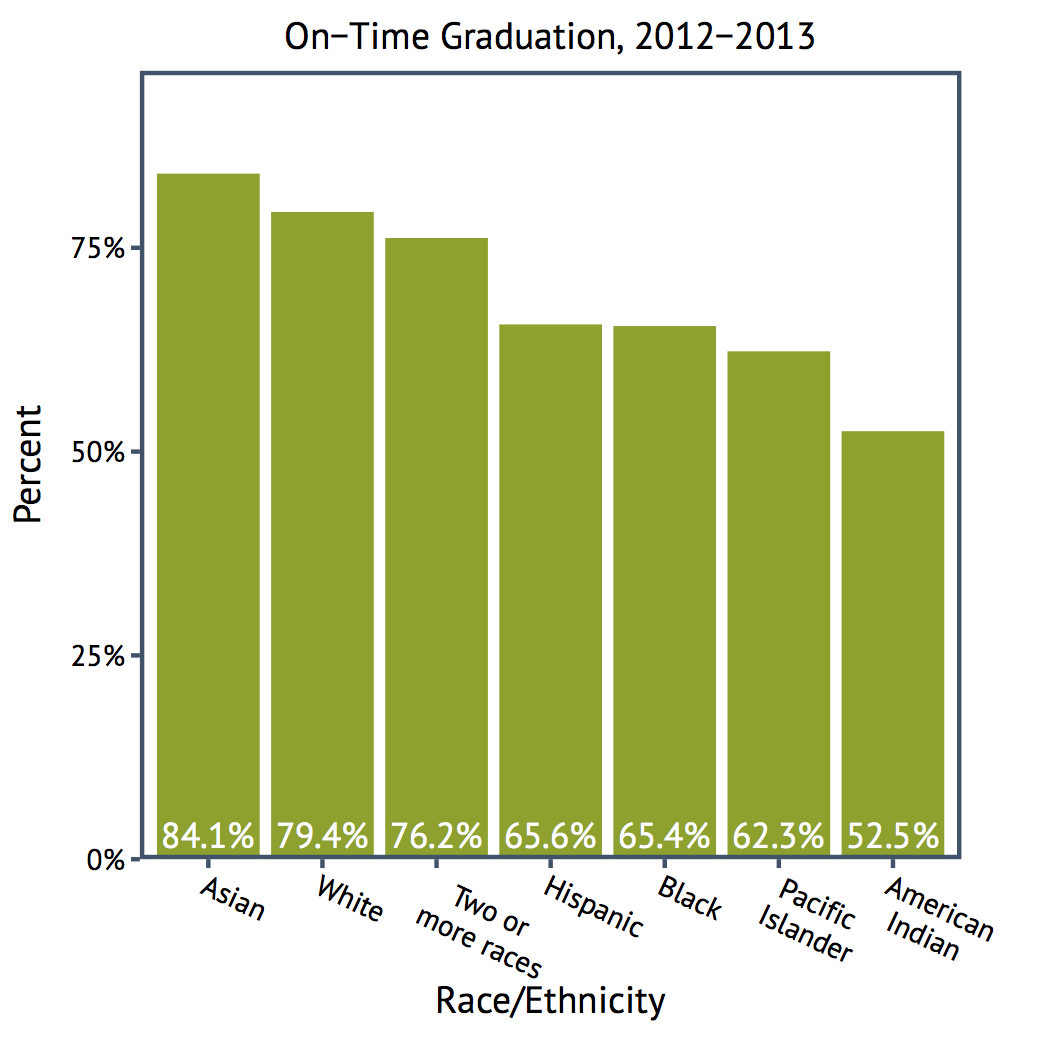 On−Time Graduation, 2012−2013
Percent
75%
50%
25%
0%
84.1% 79.4% 76.2% 65.6% 65.4% 62.3% 52.5%
Asian
White
Two or
more races
Hispanic
Black
Pacific
Islander
American
Indian
Race/Ethnicity